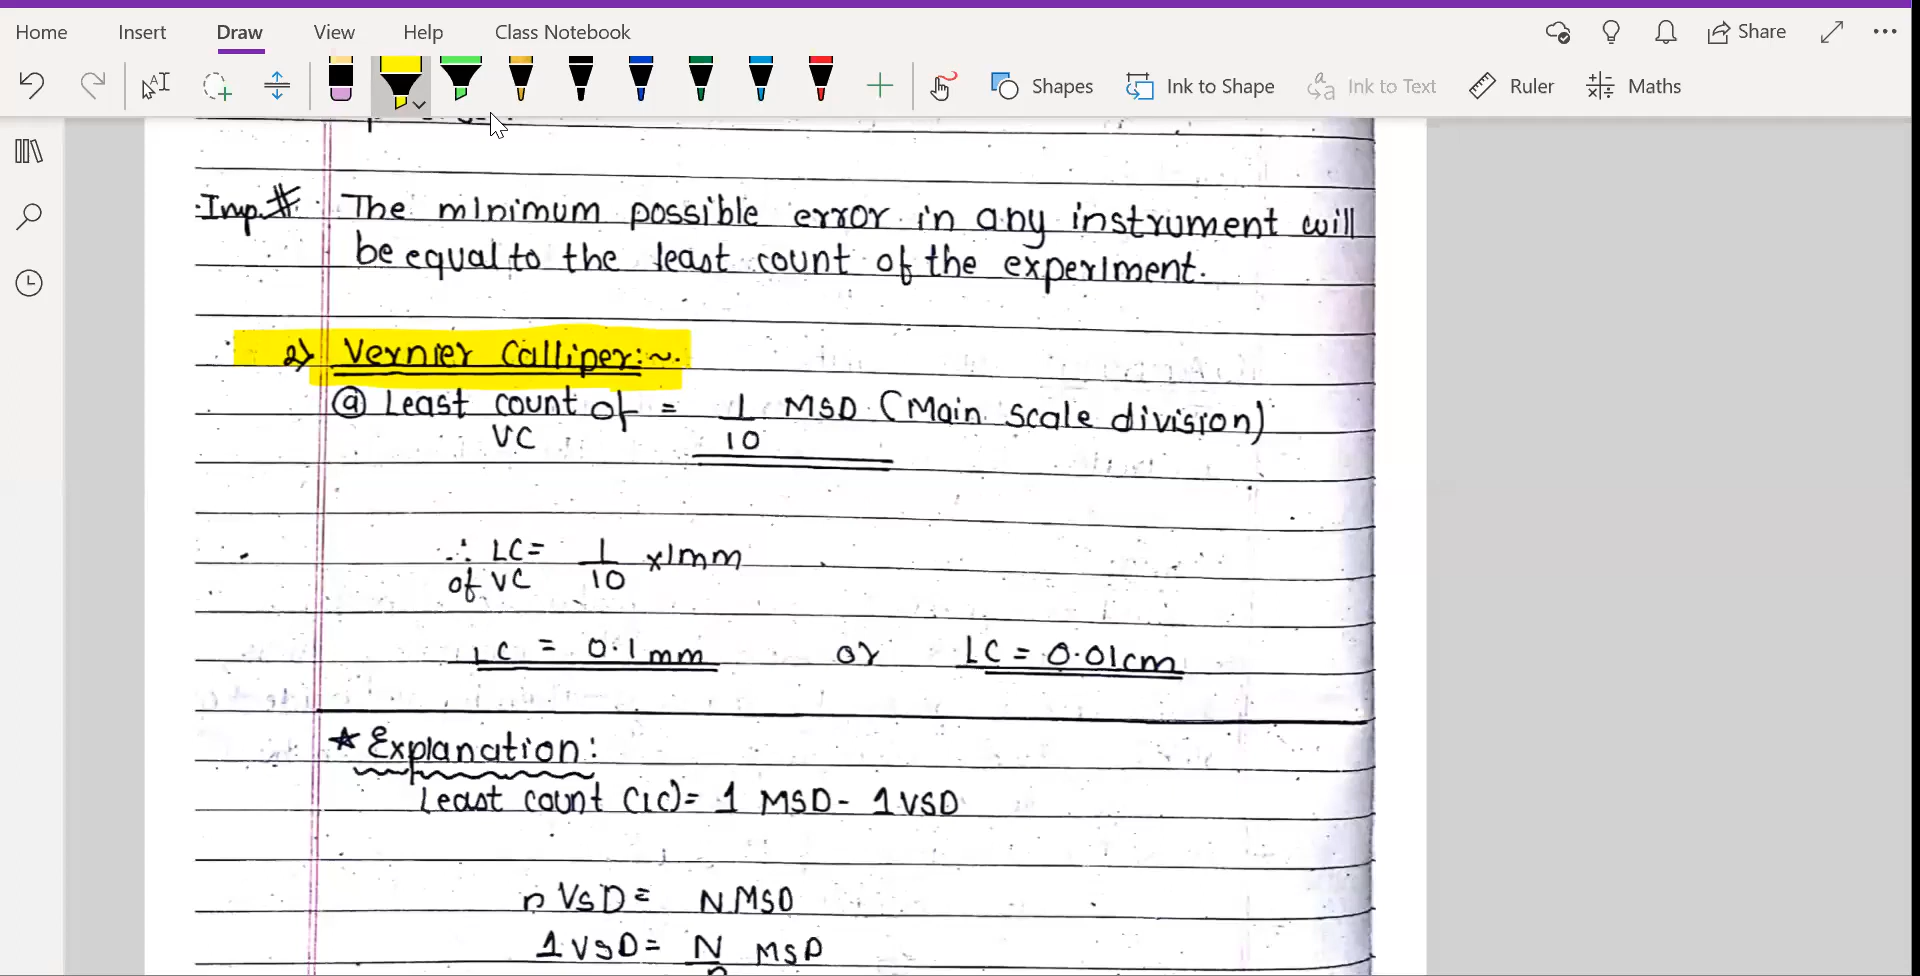 Home Insert Draw View Help Class Notebook Share
Shapes Ink to Shape Ink to Text Ruler Maths
Imp.# The minimum possible error in any instrument will
be equal to the least count of the experiment.
2) Vernier Calliper:~
@ Least count of = 1/10 MSD (Main scale division)
VC
∴ LC = 1/10 x 1mm
of VC
LC = 0.1 mm or LC = 0.01cm
★ Explanation:
Least count (LC) = 1 MSD - 1 VSD
n VSD = N MSD
1 VSD = N/n MSD